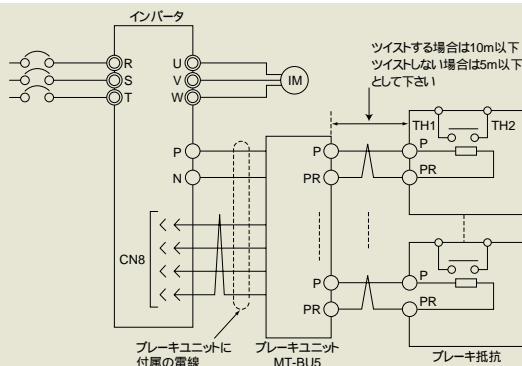 インバータ
R
S
T
U
V
W
IM
ツイストする場合は10m以下
ツイストしない場合は5m以下
として下さい
P
N
P
PR
TH1
TH2
P
PR
CN8
P
PR
P
PR
ブレーキユニットに
付属の電線
ブレーキユニット
MT-BU5
ブレーキ抵抗